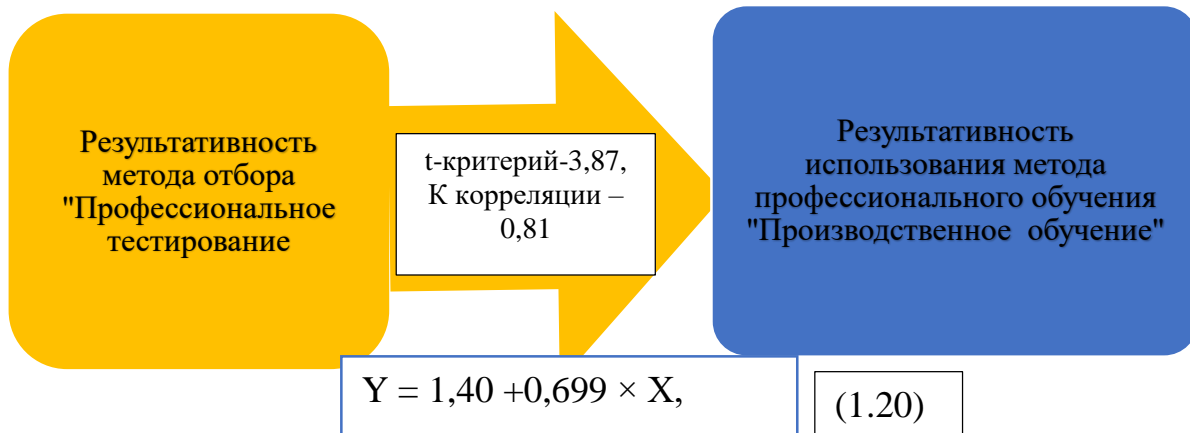 Результативность
метода отбора
"Профессиональное
тестирование
t-критерий-3,87,
К корреляции –
0,81
Результативность
использования метода
профессионального обучения
"Производственное обучение"
Y = 1,40 +0,699 × X,
(1.20)